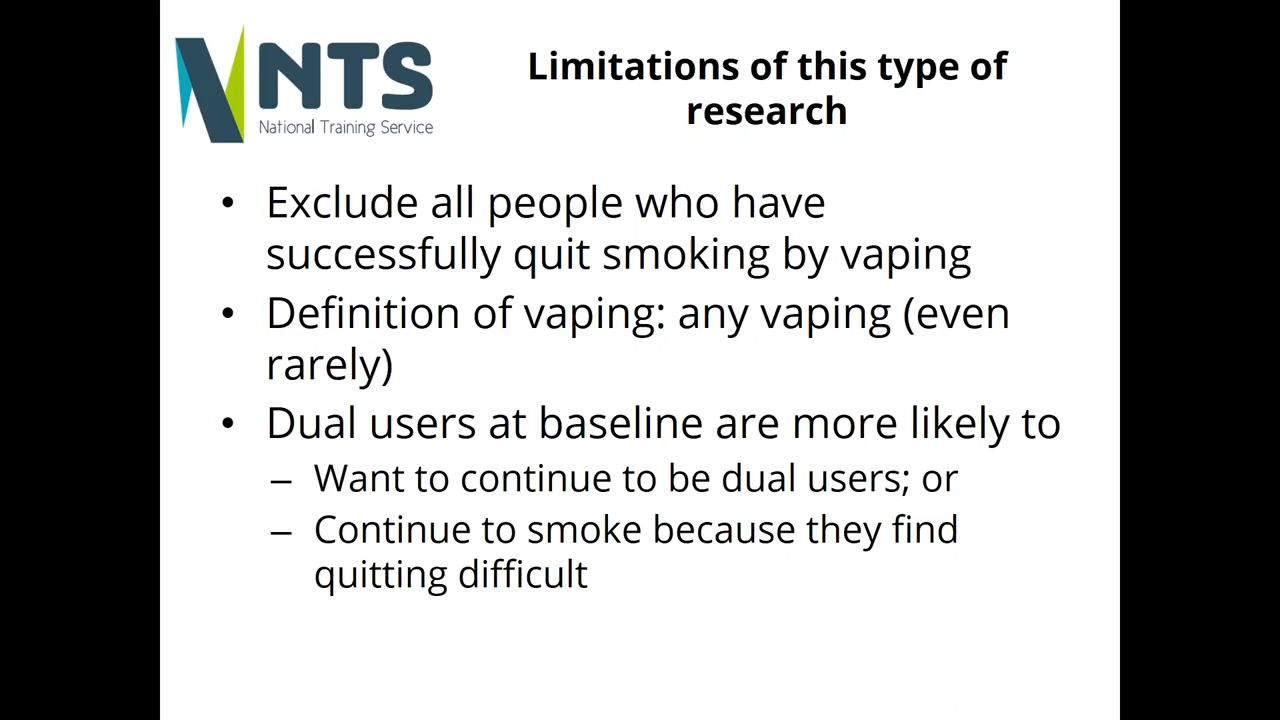 NTS
National Training Service
Limitations of this type of
research
• Exclude all people who have
successfully quit smoking by vaping
• Definition of vaping: any vaping (even
rarely)
• Dual users at baseline are more likely to
– Want to continue to be dual users; or
– Continue to smoke because they find
quitting difficult